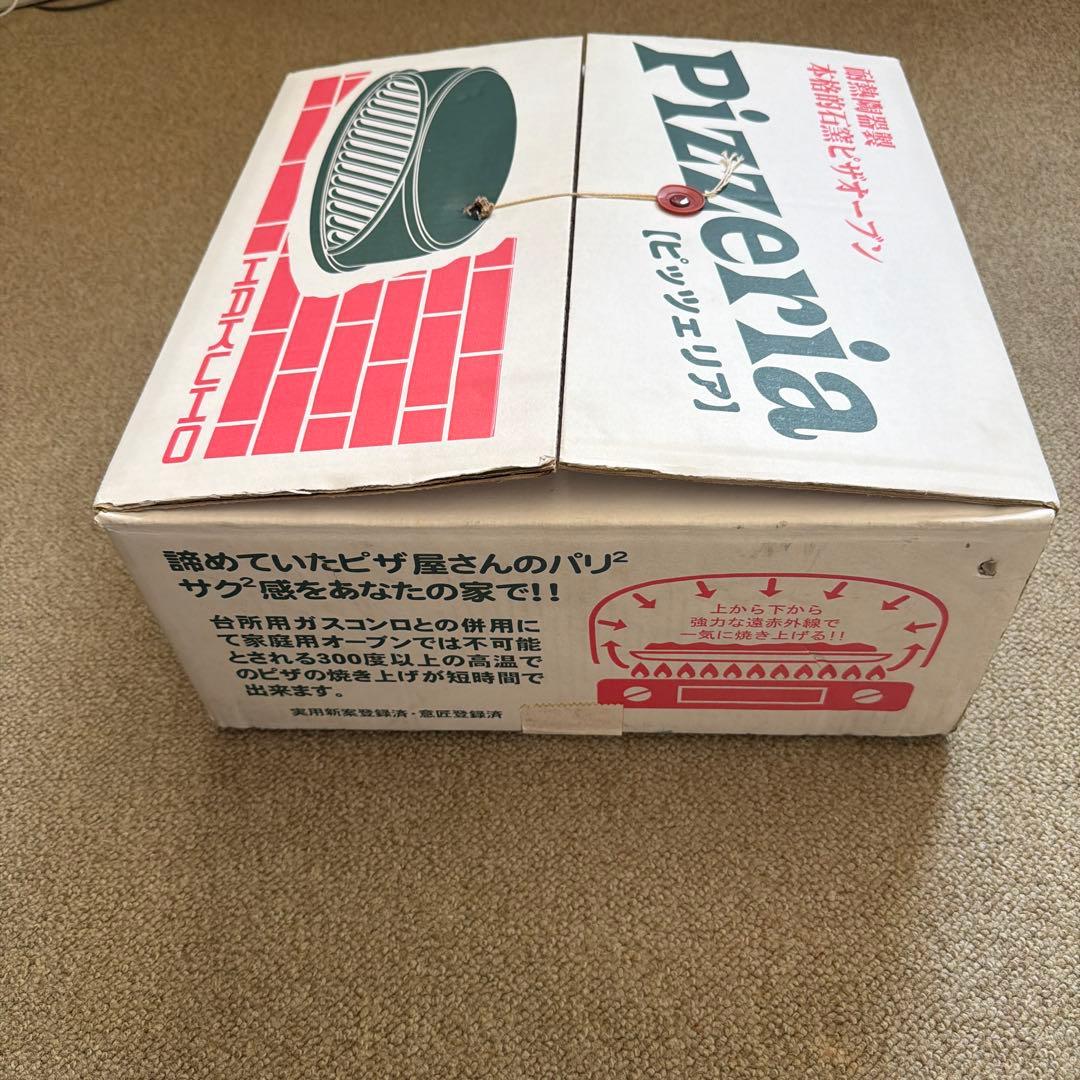 耐熱陶器製
本格的石窯ピザオーブン
Pizzeria
【ピッツェリア】
HAKUHO
諦めていたピザ屋さんのパリ²
サク²感をあなたの家で!!
台所用ガスコンロとの併用に
て家庭用オーブンでは不可能
とされる300度以上の高温で
のピザの焼き上げが短時間で
出来ます。
実用新案登録済・意匠登録済
上から下から
強力な遠赤外線で
一気に焼き上げる!!